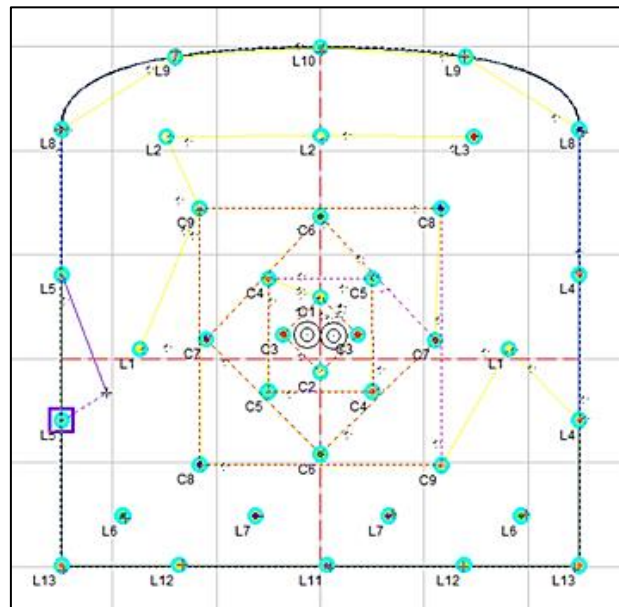 L9 L10 L9
L8 L2 L2 L3 L8
C9 C6 C8
L5 C4 C5 L4
C1
L1 C3 C3 L1
C7 C7
C2
C5 C4
L5 L4
C8 C6 C9
L6 L7 L7 L6
L13 L12 L11 L12 L13